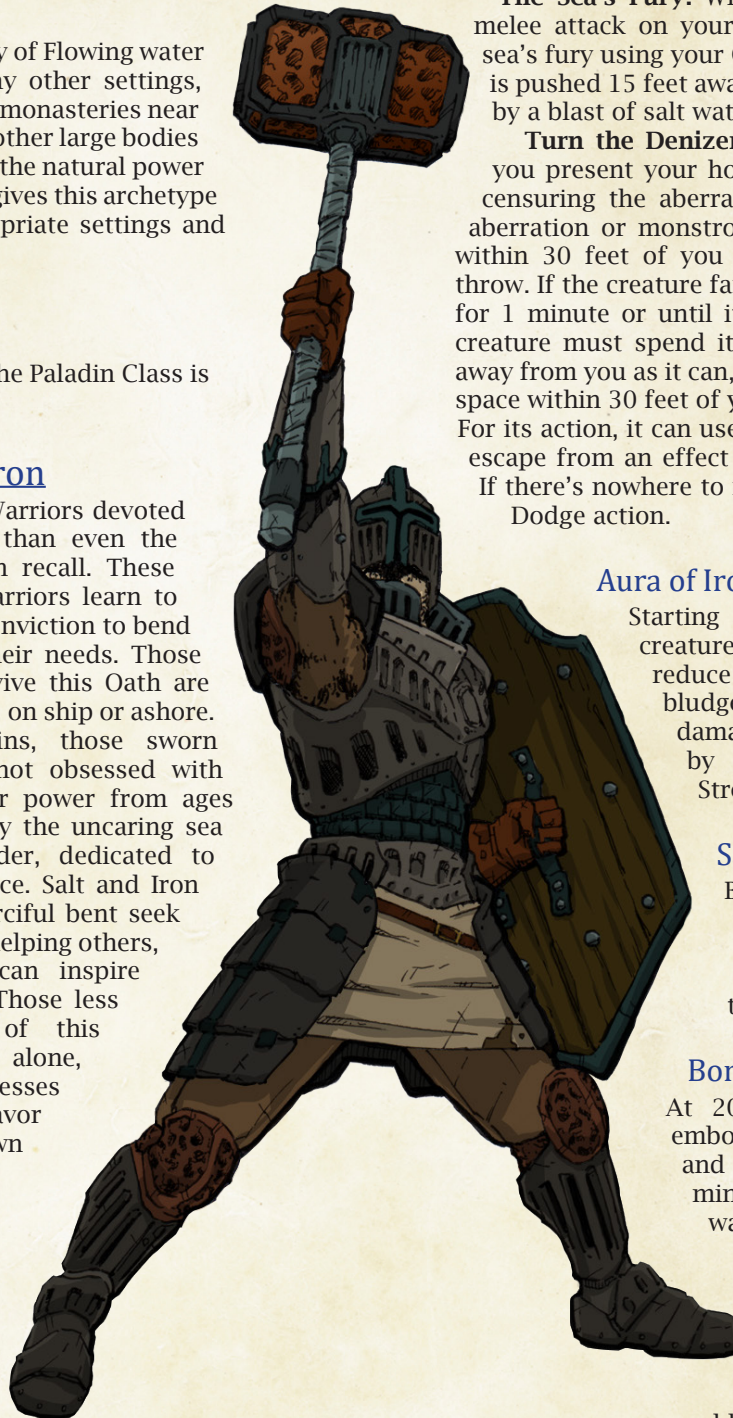 y of Flowing water
y other settings,
monasteries near
other large bodies
the natural power
gives this archetype
priate settings and
he Paladin Class is
ron
Warriors devoted
than even the
n recall. These
arriors learn to
nviction to bend
eir needs. Those
vive this Oath are
on ship or ashore.
ins, those sworn
not obsessed with
r power from ages
y the uncaring sea
der, dedicated to
ce. Salt and Iron
rciful bent seek
elping others,
can inspire
Those less
of this
alone,
esses
avor
wn
melee attack on your
sea's fury using your
is pushed 15 feet awa
by a blast of salt wat
Turn the Denizen
you present your ho
censuring the aberra
aberration or monstro
within 30 feet of you
throw. If the creature fa
for 1 minute or until i
creature must spend it
away from you as it can,
space within 30 feet of y
For its action, it can use
escape from an effect
If there's nowhere to
Dodge action.
Aura of Iro
Starting
creature
reduce
bludge
dama
by
Stre
S
B
t
Bor
At 20
embo
and
min
wa